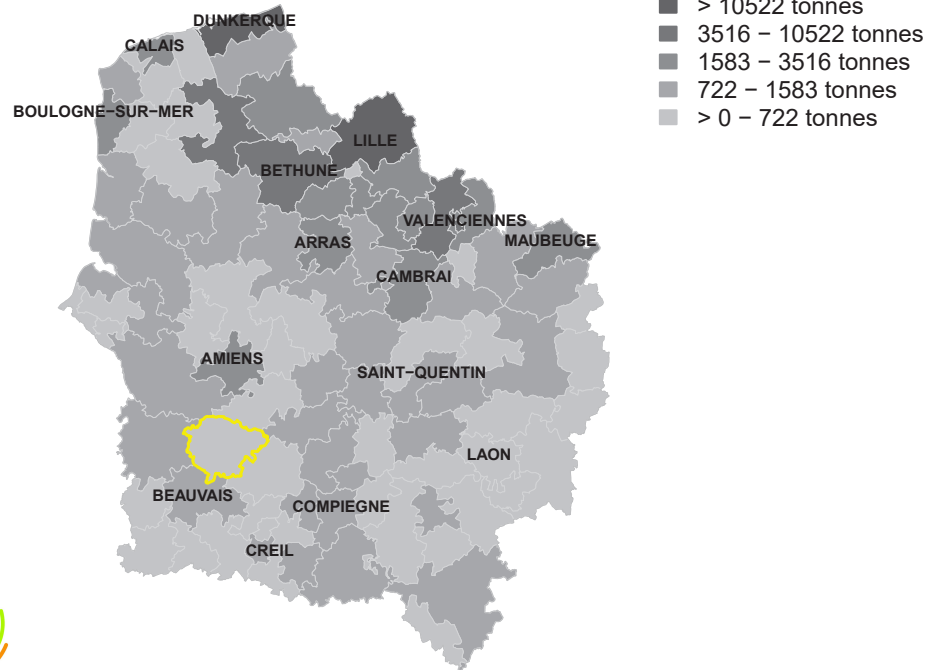 > 10522 tonnes
3516 − 10522 tonnes
1583 − 3516 tonnes
722 − 1583 tonnes
> 0 − 722 tonnes
DUNKERQUE
CALAIS
BOULOGNE−SUR−MER
LILLE
BETHUNE
VALENCIENNES
MAUBEUGE
ARRAS
CAMBRAI
AMIENS
SAINT−QUENTIN
LAON
BEAUVAIS
COMPIEGNE
CREIL